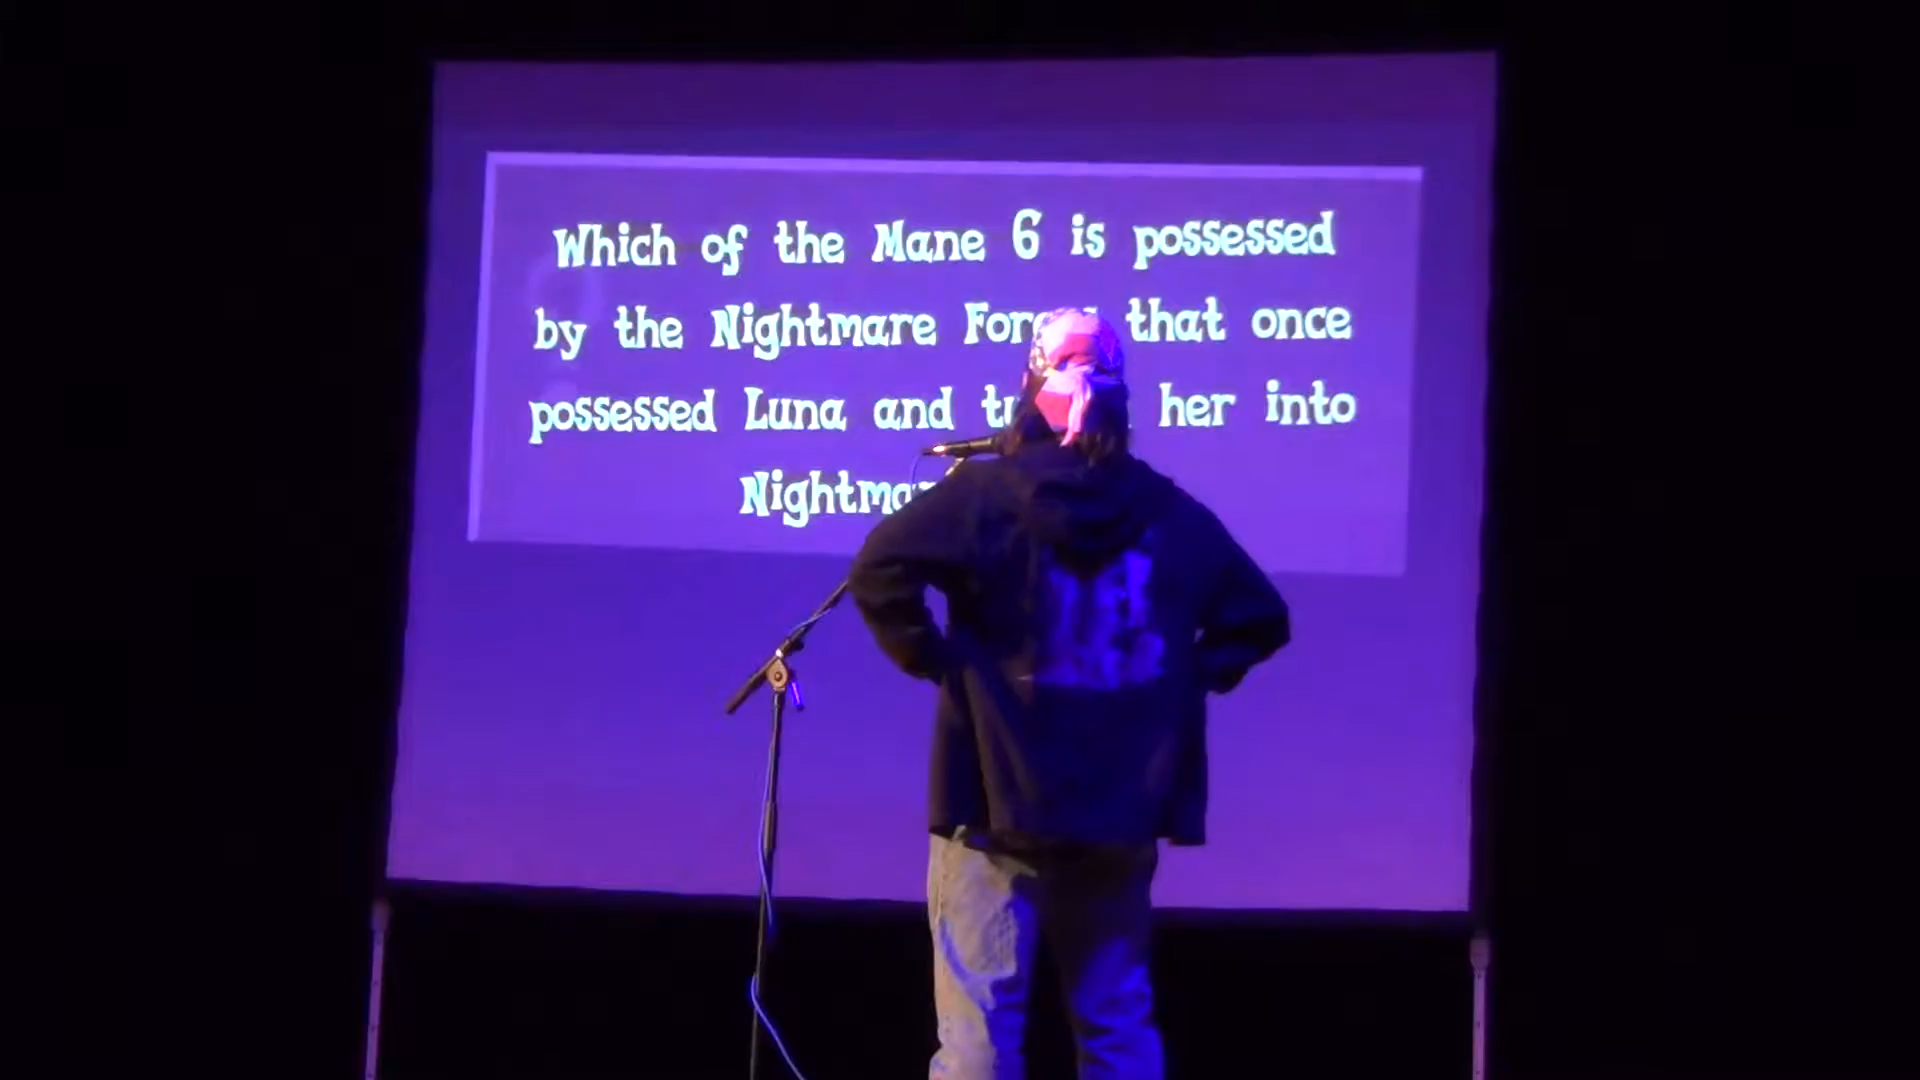 Which of the Mane 6 is possessed
by the Nightmare that once
possessed Luna and her into